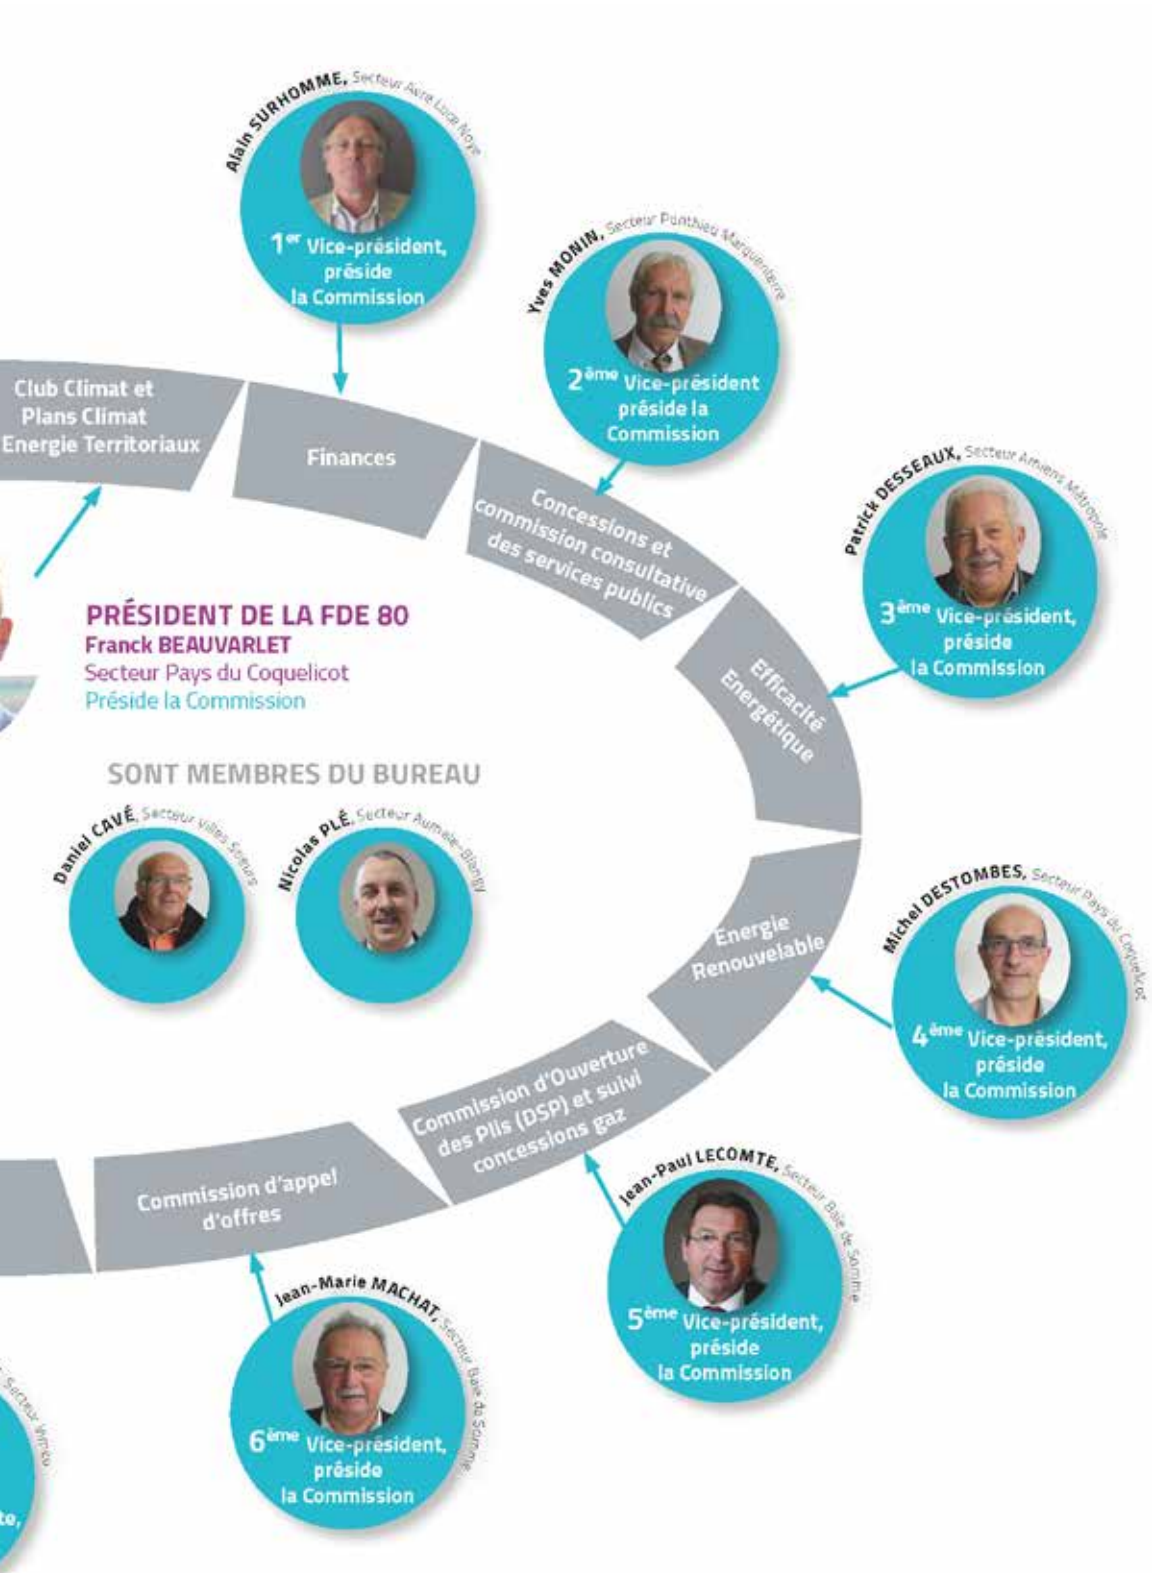 Alain SURHOMME, Secteur Avre Luce Noye
1er Vice-président,
préside
la Commission
Yves MONIN, Secteur Ponthieu Marquenterre
2ème Vice-président
préside la
Commission
Club Climat et
Plans Climat
Energie Territoriaux
Finances
Concessions et
commission consultative
des services publics
Patrick DESSEAUX, Secteur Amiens Métropole
3ème Vice-président,
préside
la Commission
PRÉSIDENT DE LA FDE 80
Franck BEAUVARLET
Secteur Pays du Coquelicot
Préside la Commission
Efficacité
Energétique
SONT MEMBRES DU BUREAU
Daniel CAVÉ, Secteur Villes Soeurs
Nicolas PLÉ, Secteur Aumale-Blangy
Energie
Renouvelable
Michel DESTOMBES, Secteur Pays du Coquelicot
4ème Vice-président,
préside
la Commission
Commission d'Ouverture
des Plis (DSP) et suivi
concessions gaz
Commission d'appel
d'offres
Jean-Paul LECOMTE, Secteur Baie de Somme
5ème Vice-président,
préside
la Commission
Jean-Marie MACHAT, Secteur Baie de Somme
6ème Vice-président,
préside
la Commission
Secteur Vimeu
te,